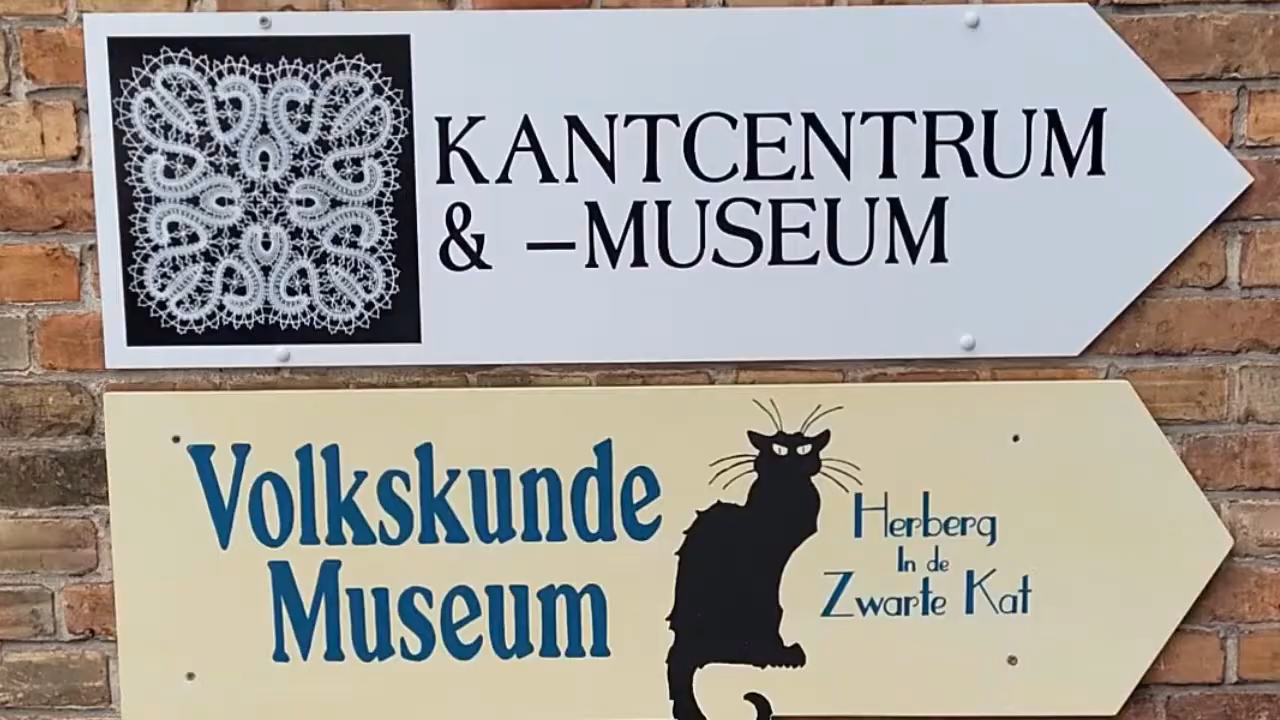 KANTCENTRUM
& –MUSEUM
Volkskunde
Museum
Herberg
In de
Zwarte Kat